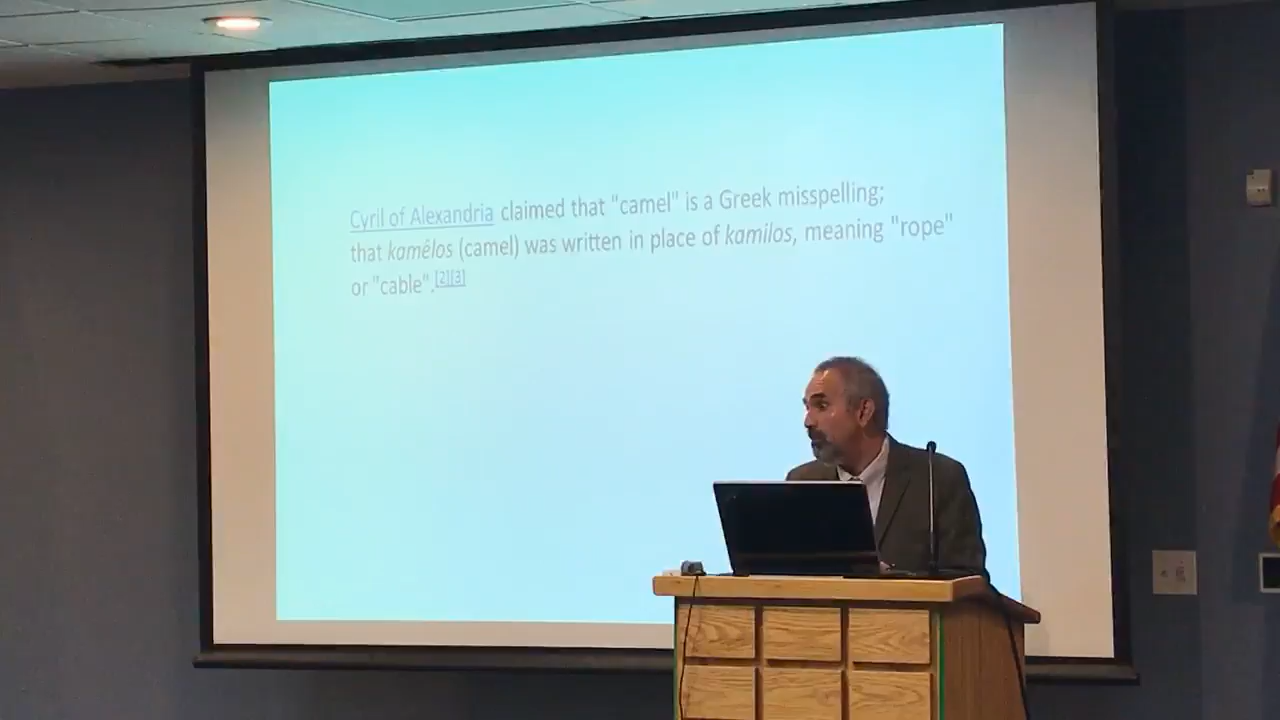 Cyril of Alexandria claimed that "camel" is a Greek misspelling;
that kamêlos (camel) was written in place of kamilos, meaning "rope"
or "cable".[2][3]